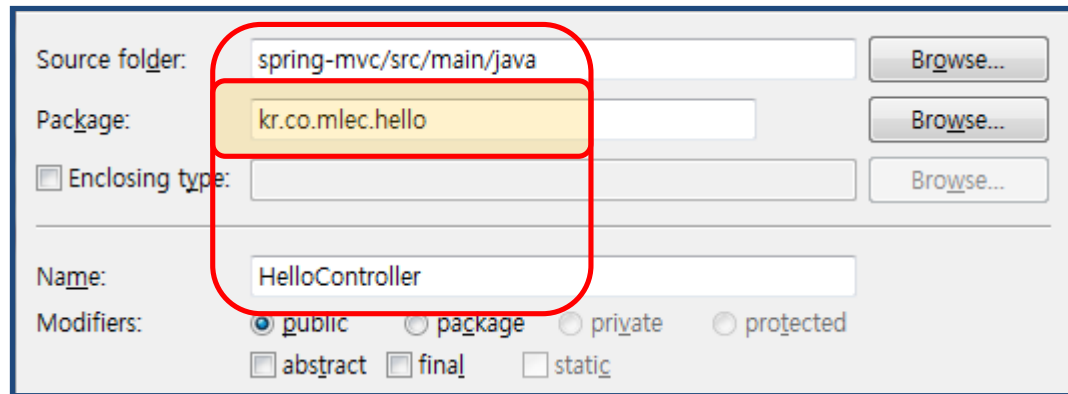 Source folder: spring-mvc/src/main/java Browse...
Package: kr.co.mlec.hello Browse...
Enclosing type: Browse...
Name: HelloController
Modifiers: public package private protected
abstract final static